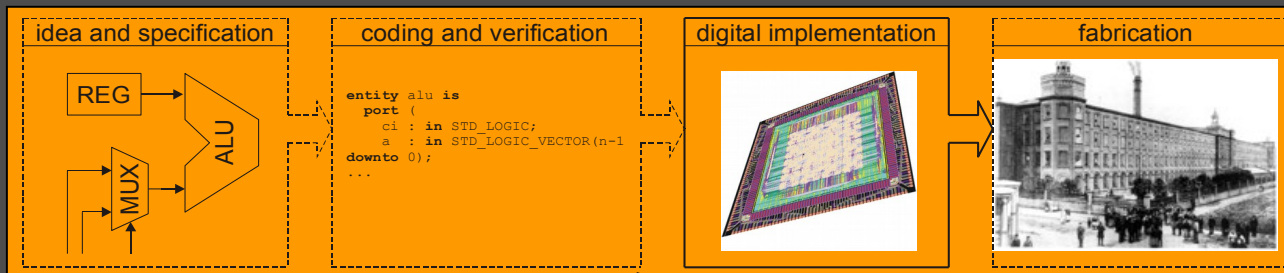 idea and specification
REG
ALU
MUX
coding and verification
entity alu is
port (
ci : in STD_LOGIC;
a : in STD_LOGIC_VECTOR(n-1
downto 0);
...
digital implementation
fabrication